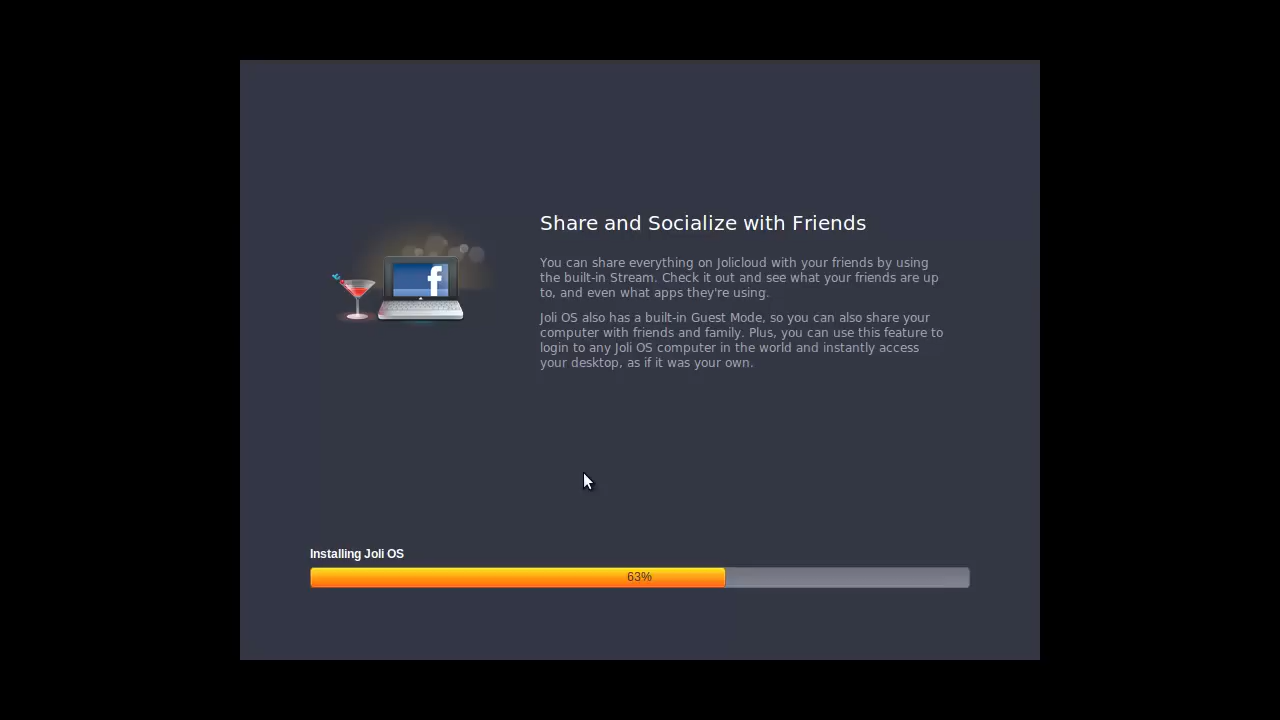 Share and Socialize with Friends
You can share everything on Jolicloud with your friends by using
the built-in Stream. Check it out and see what your friends are up
to, and even what apps they're using.
Joli OS also has a built-in Guest Mode, so you can also share your
computer with friends and family. Plus, you can use this feature to
login to any Joli OS computer in the world and instantly access
your desktop, as if it was your own.
Installing Joli OS
63%